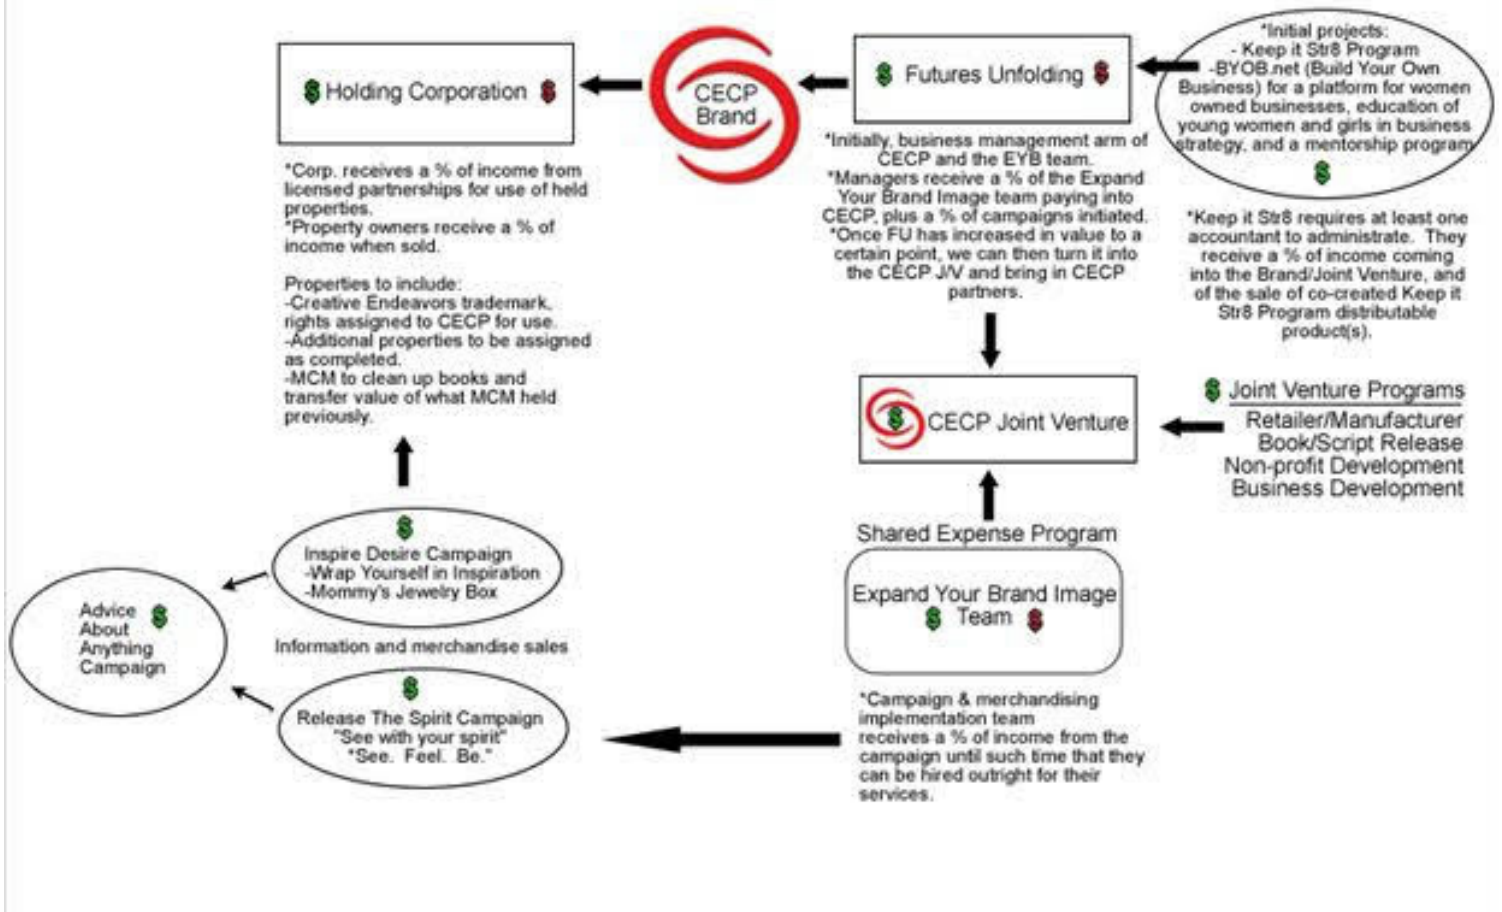 Holding Corporation
*Corp. receives a % of income from
licensed partnerships for use of held
properties.
*Property owners receive a % of
income when sold.
Properties to include:
-Creative Endeavors trademark,
rights assigned to CECP for use.
-Additional properties to be assigned
as completed.
-MCM to clean up books and
transfer value of what MCM held
previously.
CECP
Brand
Futures Unfolding
*Initially, business management arm of
CECP and the EYB team.
*Managers receive a % of the Expand
Your Brand Image team paying into
CECP, plus a % of campaigns initiated.
*Once FU has increased in value to a
certain point, we can then turn it into
the CECP J/V and bring in CECP
partners.
*Initial projects:
- Keep it Str8 Program
-BYOB.net (Build Your Own
Business) for a platform for women
owned businesses, education of
young women and girls in business
strategy, and a mentorship program
*Keep it Str8 requires at least one
accountant to administrate. They
receive a % of income coming
into the Brand/Joint Venture, and
of the sale of co-created Keep it
Str8 Program distributable
product(s).
CECP Joint Venture
Joint Venture Programs
Retailer/Manufacturer
Book/Script Release
Non-profit Development
Business Development
Shared Expense Program
Expand Your Brand Image
Team
*Campaign & merchandising
implementation team
receives a % of income from the
campaign until such time that they
can be hired outright for their
services.
Inspire Desire Campaign
-Wrap Yourself in Inspiration
-Mommy's Jewelry Box
Information and merchandise sales
Release The Spirit Campaign
"See with your spirit"
"See. Feel. Be."
Advice
About
Anything
Campaign